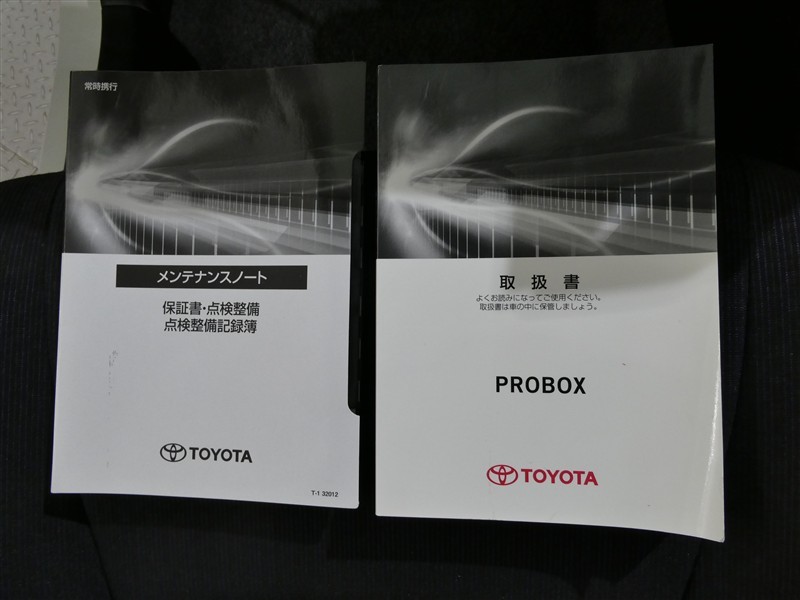 常時携行
メンテナンスノート
保証書・点検整備
点検整備記録簿
TOYOTA
T-1 32012
取扱書
よくお読みになってご使用ください。
取扱書は車の中に保管しましょう。
PROBOX
TOYOTA